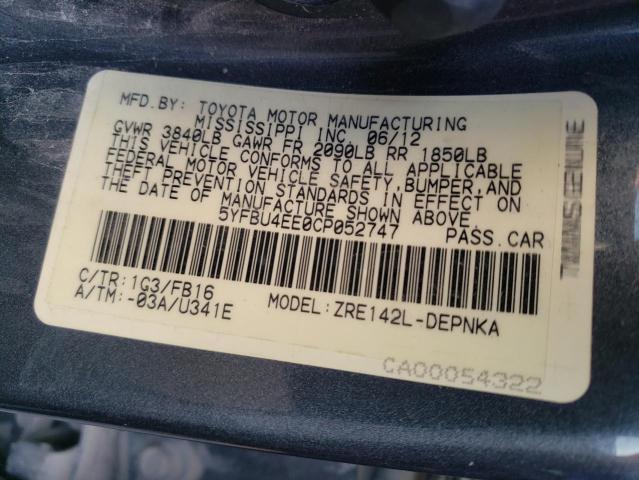 MFD.BY: TOYOTA MOTOR MANUFACTURING
MISSISSIPPI INC. 06/12
GVWR 3840LB GAWR FR 2090LB RR 1850LB
THIS VEHICLE CONFORMS TO ALL APPLICABLE
FEDERAL MOTOR VEHICLE SAFETY,BUMPER,AND
THEFT PREVENTION STANDARDS IN EFFECT ON
THE DATE OF MANUFACTURE SHOWN ABOVE.
5YFBU4EE0CP052747 PASS.CAR
C/TR:1G3/FB16
A/TM:-03A/U341E MODEL:ZRE142L-DEPNKA
CA00054322